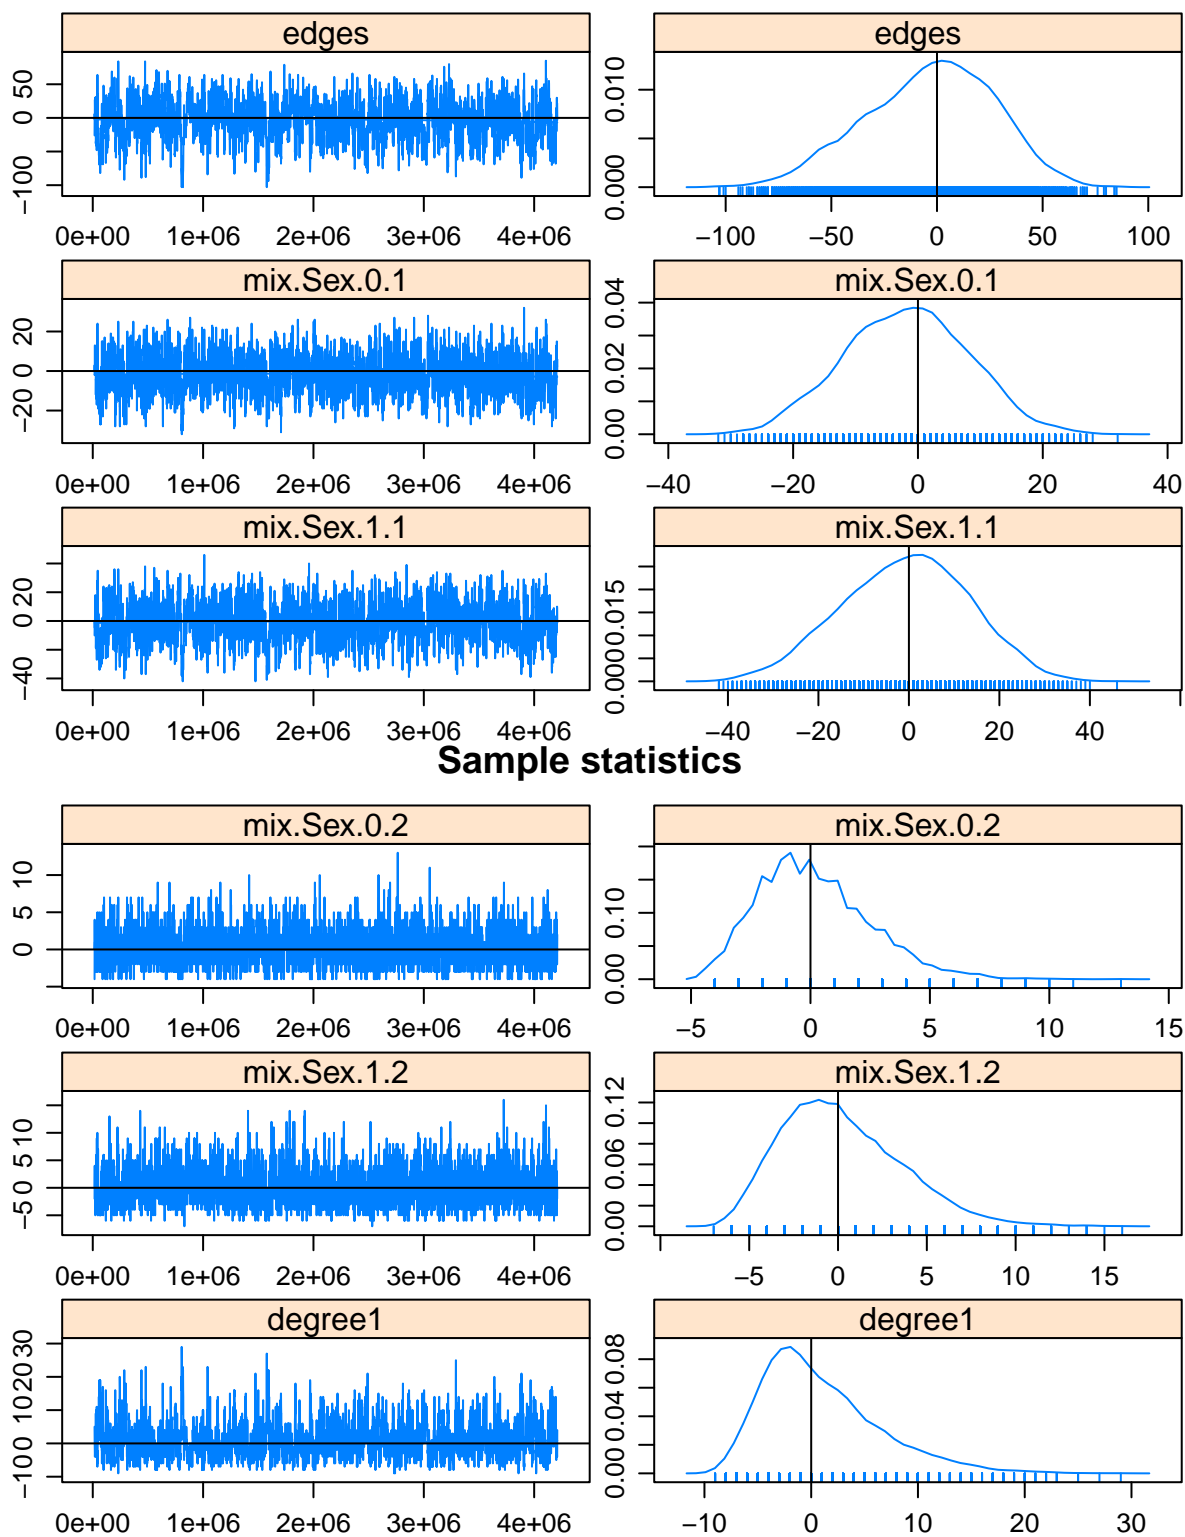 edges edges
−100 0 50 0.000 0.010
0e+00 1e+06 2e+06 3e+06 4e+06 −100 −50 0 50 100
mix.Sex.0.1 mix.Sex.0.1
−20 0 20 0.00 0.02 0.04
0e+00 1e+06 2e+06 3e+06 4e+06 −40 −20 0 20 40
mix.Sex.1.1 mix.Sex.1.1
−40 0 20 0.000 0.015
0e+00 1e+06 2e+06 3e+06 4e+06 −40 −20 0 20 40
Sample statistics
mix.Sex.0.2 mix.Sex.0.2
0 5 10 0.00 0.10
0e+00 1e+06 2e+06 3e+06 4e+06 −5 0 5 10 15
mix.Sex.1.2 mix.Sex.1.2
−5 0 5 10 0.00 0.06 0.12
0e+00 1e+06 2e+06 3e+06 4e+06 −5 0 5 10 15
degree1 degree1
−10 0 10 20 30 0.00 0.04 0.08
0e+00 1e+06 2e+06 3e+06 4e+06 −10 0 10 20 30